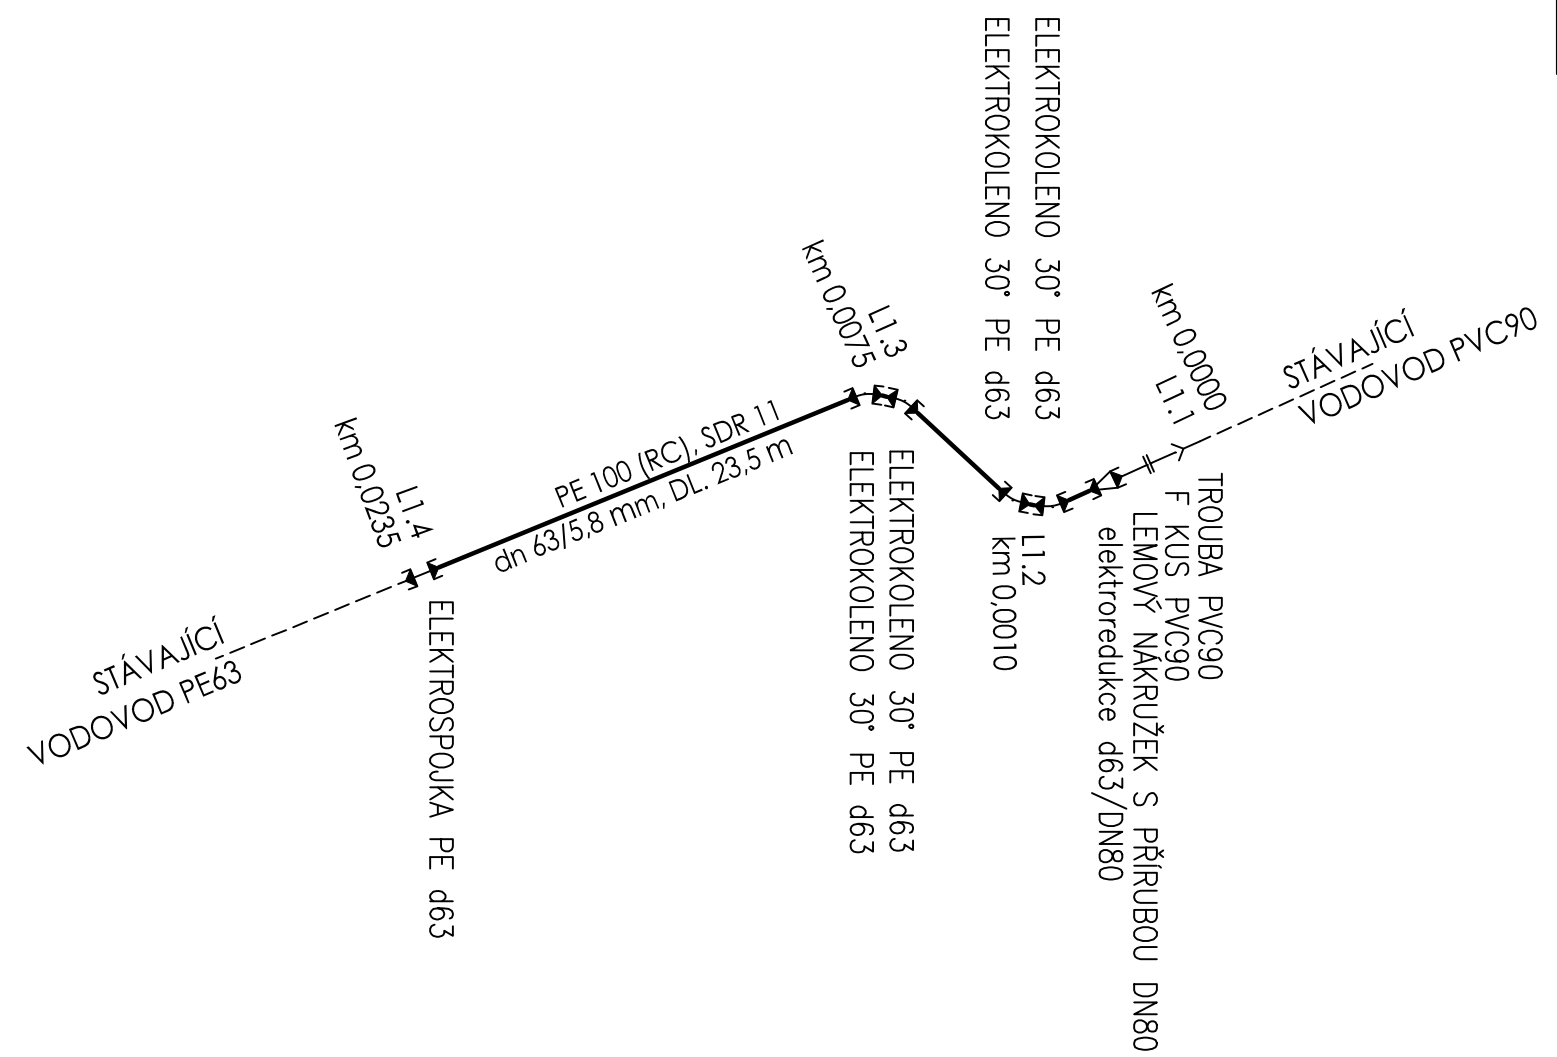 ELEKTROKOLENO 30° PE d63
ELEKTROKOLENO 30° PE d63
km 0,0075
L1.3
km 0,0000
L1.1
STÁVAJÍCÍ
VODOVOD PVC90
km 0,0235
L1.4
PE 100 (RC), SDR 11
dn 63/5,8 mm, DL. 23,5 m
ELEKTROKOLENO 30° PE d63
ELEKTROKOLENO 30° PE d63
L1.2
km 0,0010
TROUBA PVC90
F KUS PVC90
LEMOVÝ NÁKRUŽEK S PŘÍRUBOU DN80
elektroredukce d63/DN80
ELEKTROSPOJKA PE d63
STÁVAJÍCÍ
VODOVOD PE63